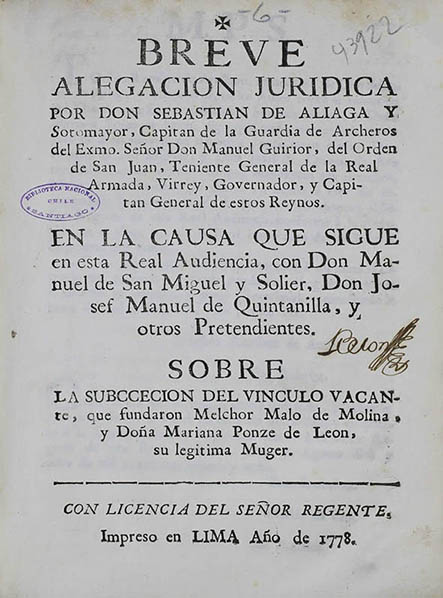 -6-
43922
✠
BREVE
ALEGACION JURIDICA
POR DON SEBASTIAN DE ALIAGA Y
Sotomayor, Capitan de la Guardia de Archeros
del Exmo. Señor Don Manuel Guirior, del Orden
de San Juan, Teniente General de la Real
Armada, Virrey, Governador, y Capi-
tan General de estos Reynos.
BIBLIOTECA NACIONAL
CHILE
SANTIAGO
EN LA CAUSA QUE SIGUE
en esta Real Audiencia, con Don Ma-
nuel de San Miguel y Solier, Don Jo-
sef Manuel de Quintanilla, y
otros Pretendientes.
SOBRE
LA SUBCCECION DEL VINCULO VACAN-
te, que fundaron Melchor Malo de Molina,
y Doña Mariana Ponze de Leon,
su legitima Muger.
CON LICENCIA DEL SEÑOR REGENTE.
Impreso en LIMA Año de 1778.